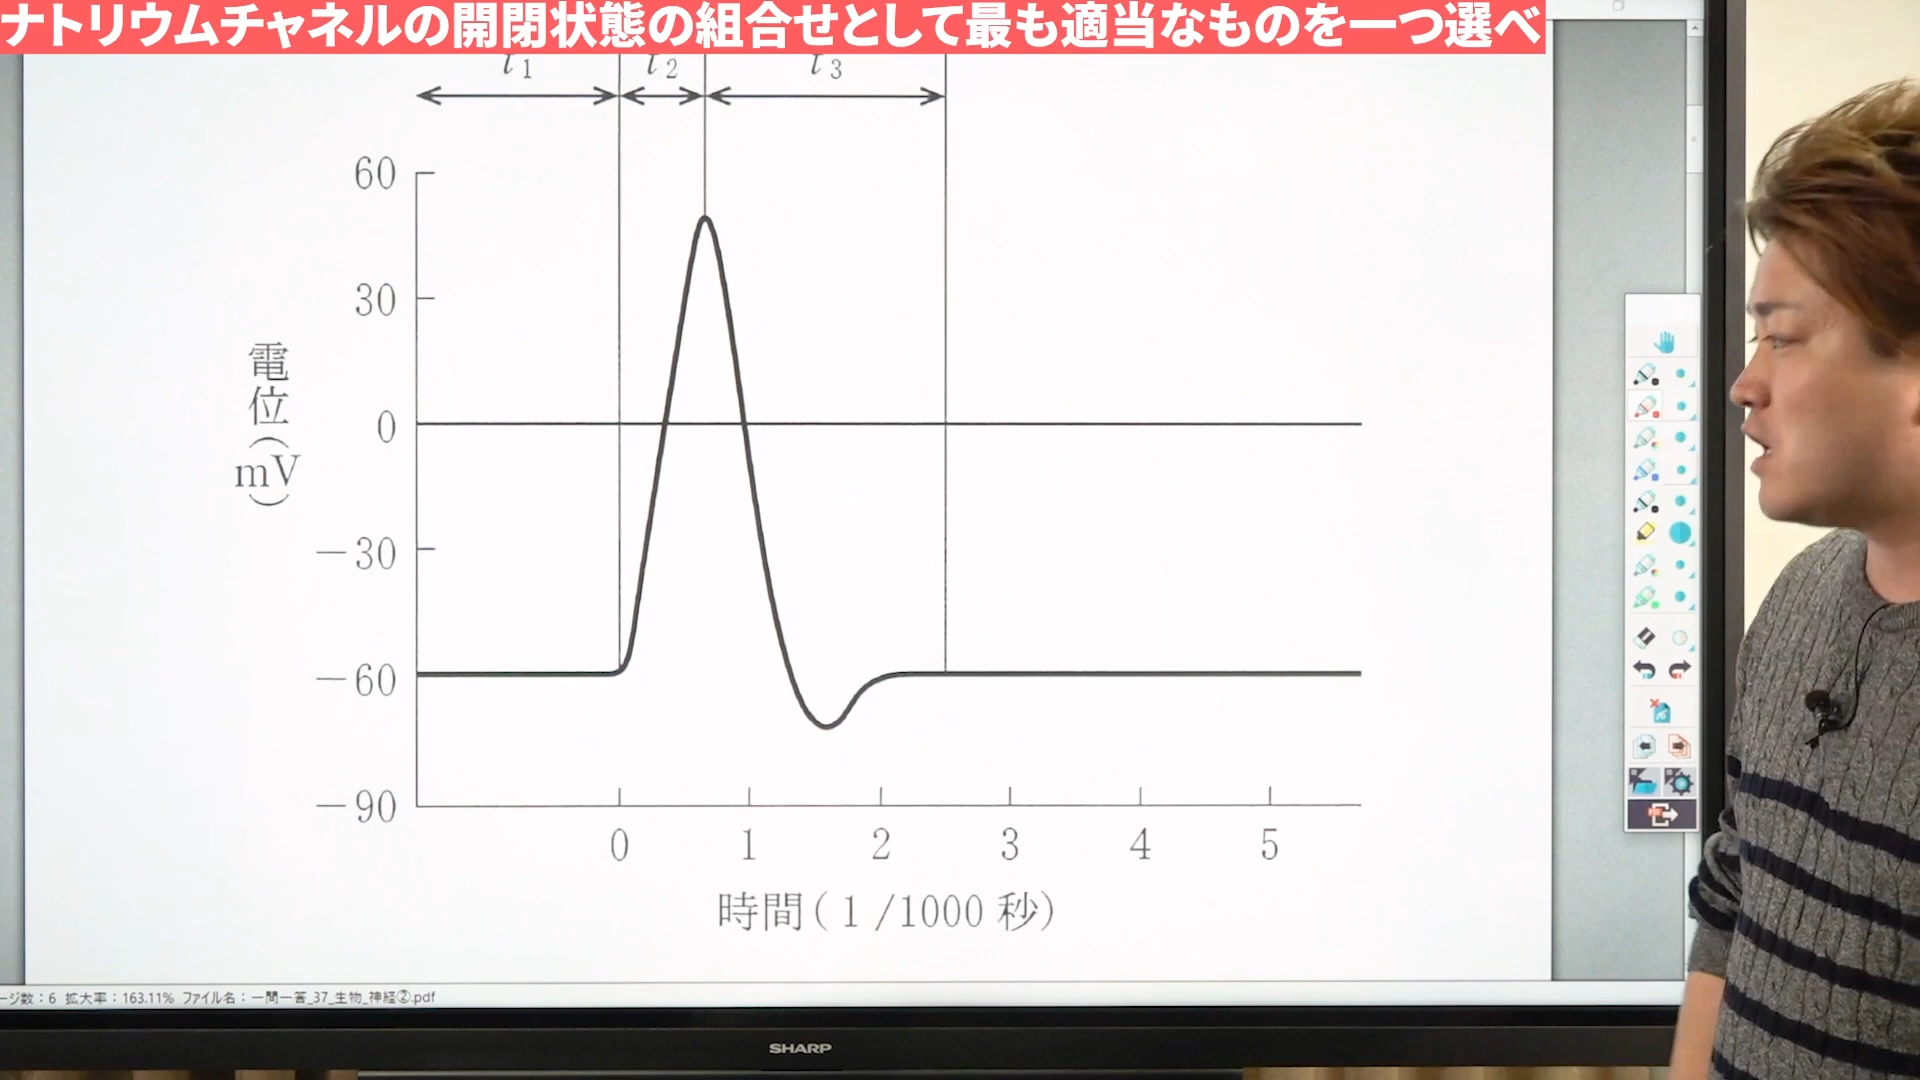 ナトリウムチャネルの開閉状態の組合せとして最も適当なものを一つ選べ
t1 t2 t3
60
30
0
-30
-60
-90
電位(mV)
0 1 2 3 4 5
時間(1/1000秒)
ージ数:6 拡大率:163.11% ファイル名:一問一答_37_生物_神経②.pdf
SHARP